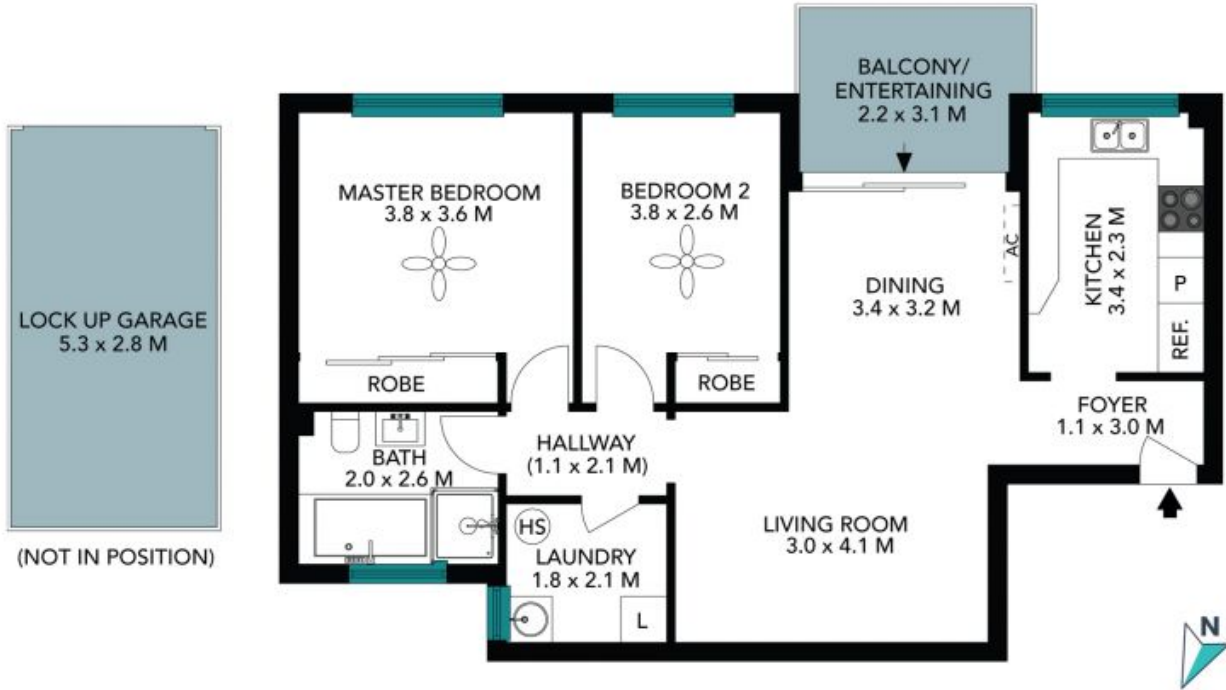 LOCK UP GARAGE
5.3 x 2.8 M
(NOT IN POSITION)
MASTER BEDROOM
3.8 x 3.6 M
ROBE
BEDROOM 2
3.8 x 2.6 M
ROBE
BALCONY/
ENTERTAINING
2.2 x 3.1 M
DINING
3.4 x 3.2 M
AC
KITCHEN
3.4 x 2.3 M
P
REF.
FOYER
1.1 x 3.0 M
BATH
2.0 x 2.6 M
HALLWAY
(1.1 x 2.1 M)
HS
LAUNDRY
1.8 x 2.1 M
L
LIVING ROOM
3.0 x 4.1 M
N